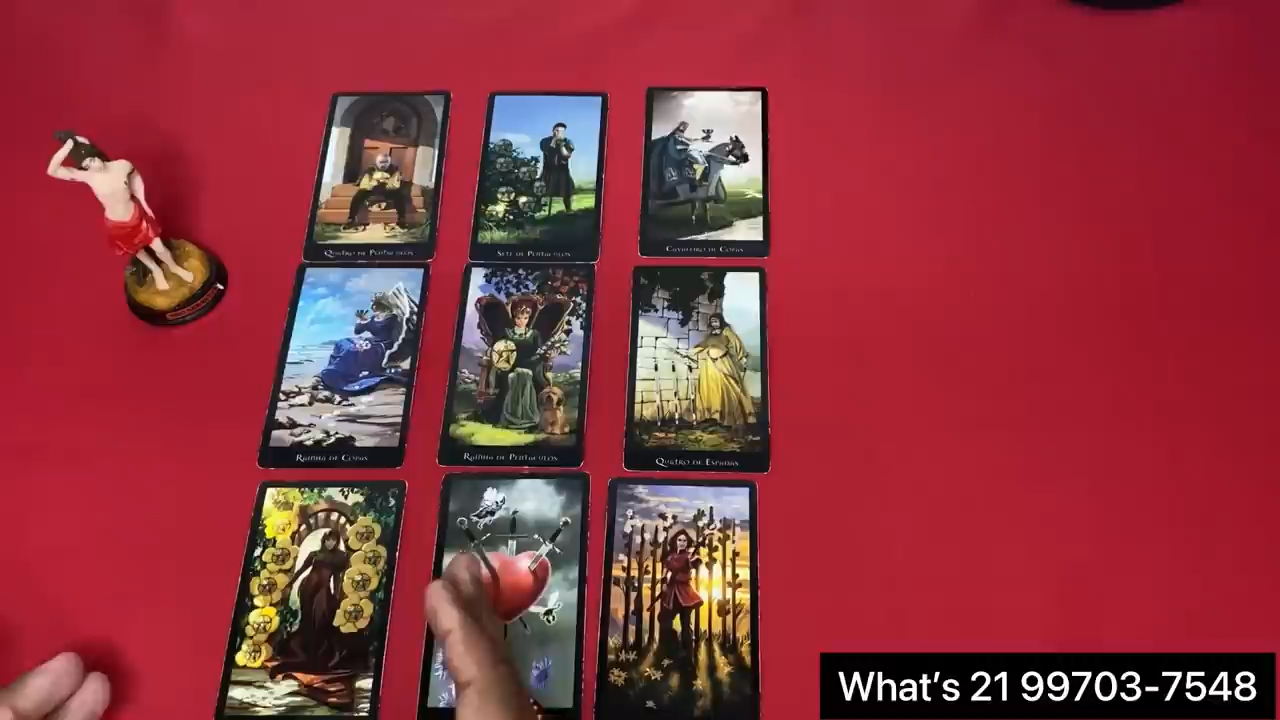 Quatro de Pentáculos
Sete de Pentáculos
Cavaleiro de Copas
Rainha de Copas
Rainha de Pentáculos
Quatro de Espadas
What's 21 99703-7548